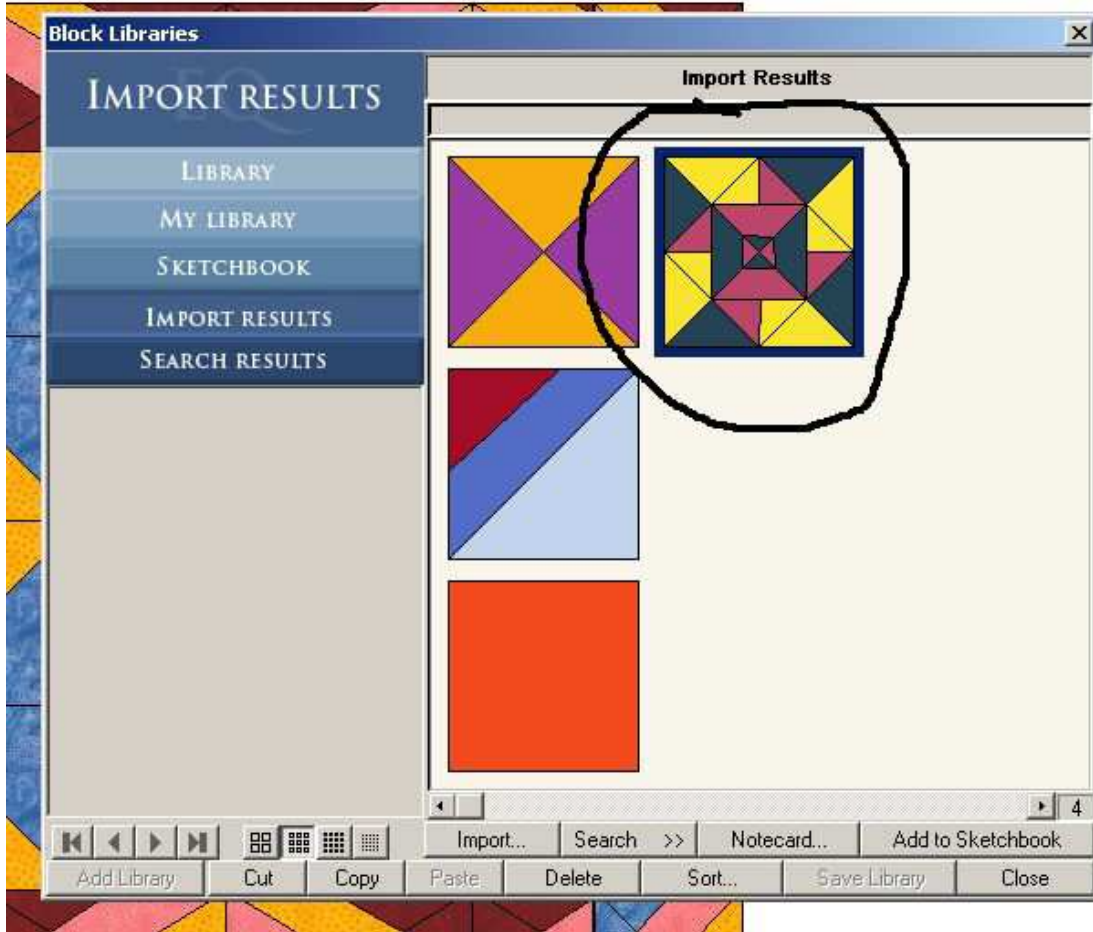 Block Libraries
EQ
IMPORT RESULTS
LIBRARY
MY LIBRARY
SKETCHBOOK
IMPORT RESULTS
SEARCH RESULTS
Import Results
4
Import... Search >> Notecard... Add to Sketchbook
Add Library Cut Copy Paste Delete Sort... Save Library Close